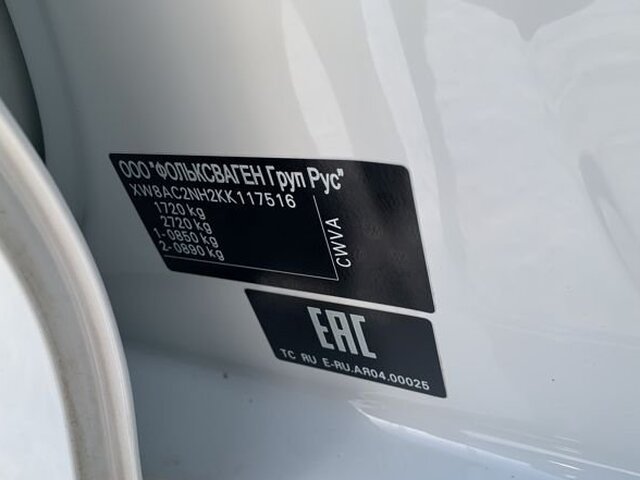 ООО "ФОЛЬКСВАГЕН Груп Рус"
XW8AC2NH2KK117516
1720 kg
2720 kg
1-0850 kg
2-0890 kg
CWVA
EAC
TC RU E-RU.АЯ04.00025